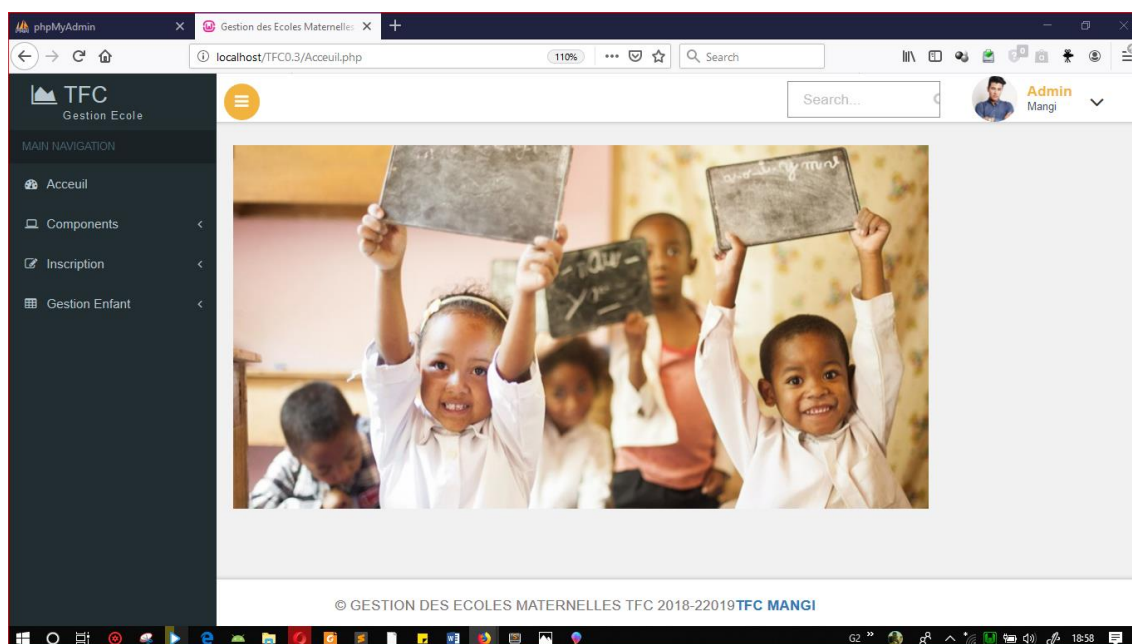 phpMyAdmin
Gestion des Ecoles Maternelles
localhost/TFC0.3/Acceuil.php
110%
Search
TFC
Gestion Ecole
Search...
Admin
Mangi
MAIN NAVIGATION
Acceuil
Components
Inscription
Gestion Enfant
© GESTION DES ECOLES MATERNELLES TFC 2018-22019TFC MANGI
G2
18:58